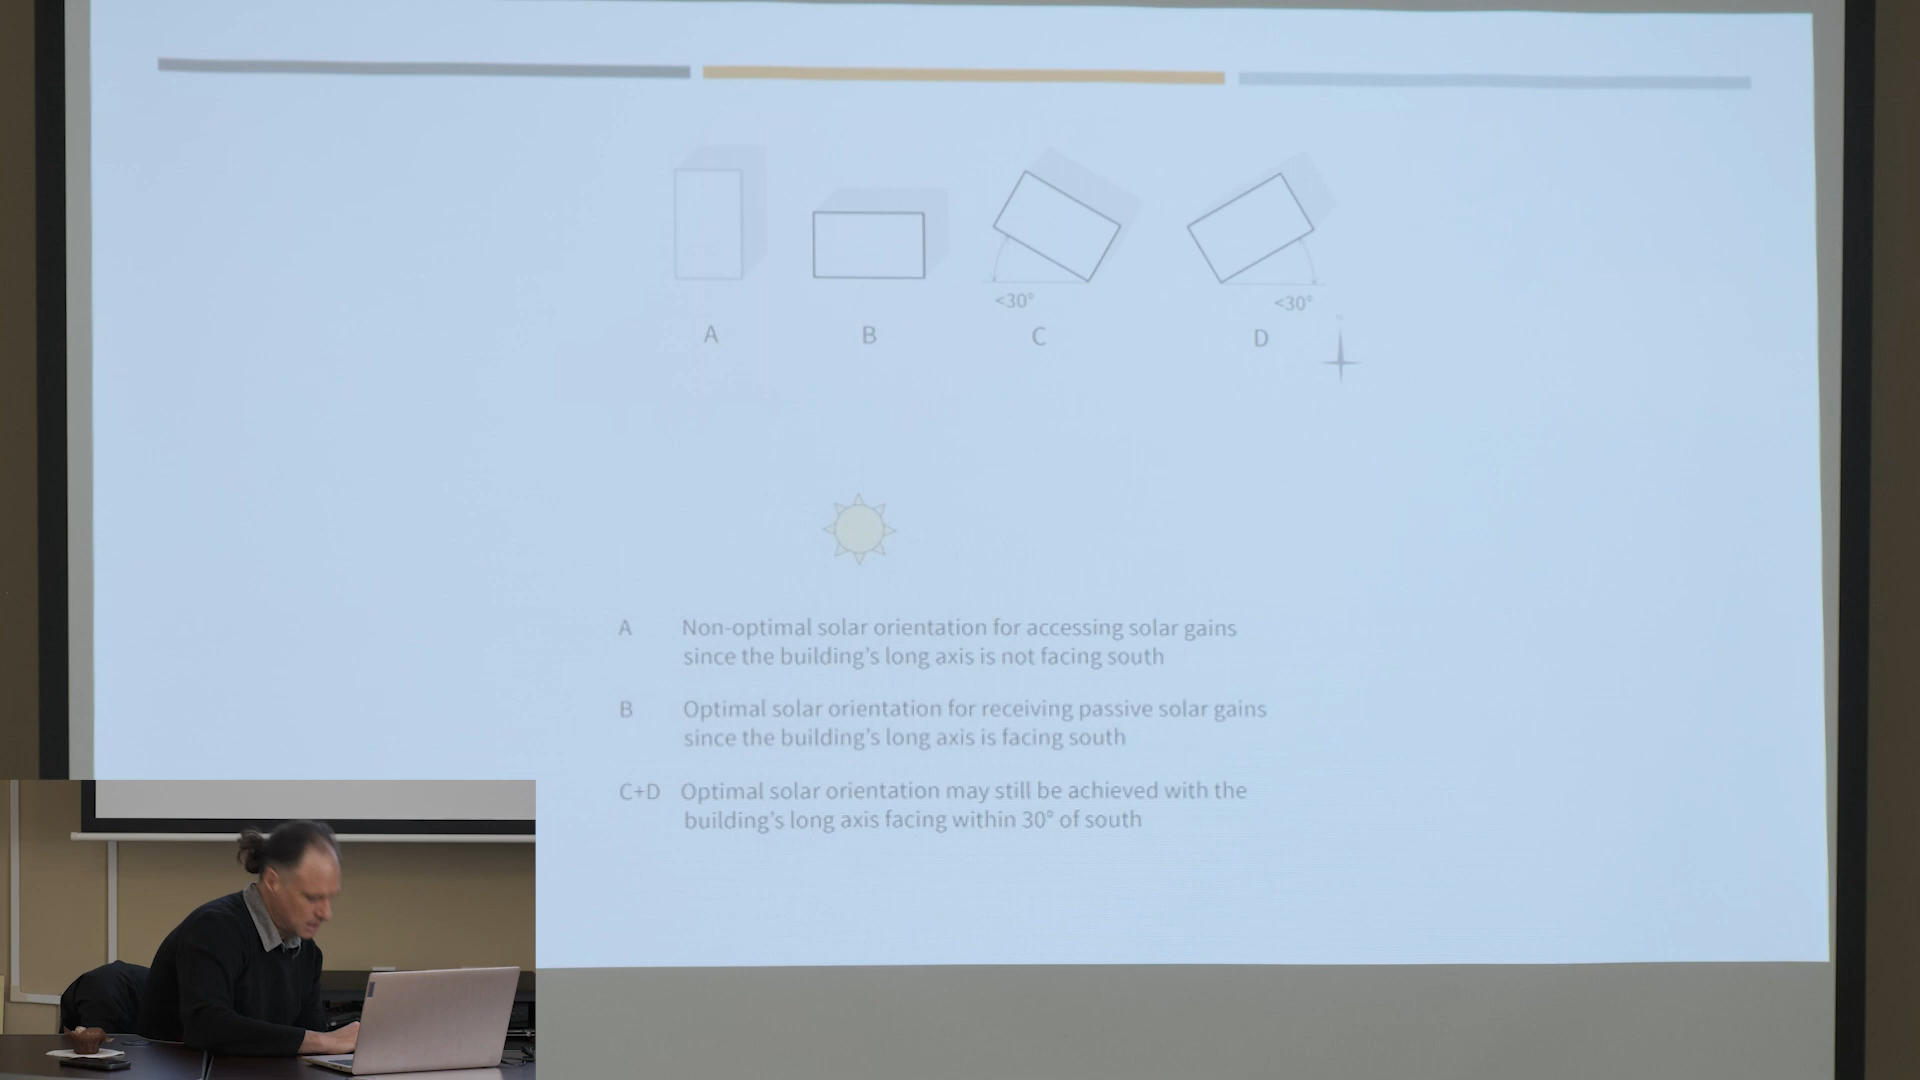 <30°
<30°
A
B
C
D
A Non-optimal solar orientation for accessing solar gains
since the building's long axis is not facing south
B Optimal solar orientation for receiving passive solar gains
since the building's long axis is facing south
C+D Optimal solar orientation may still be achieved with the
building's long axis facing within 30° of south